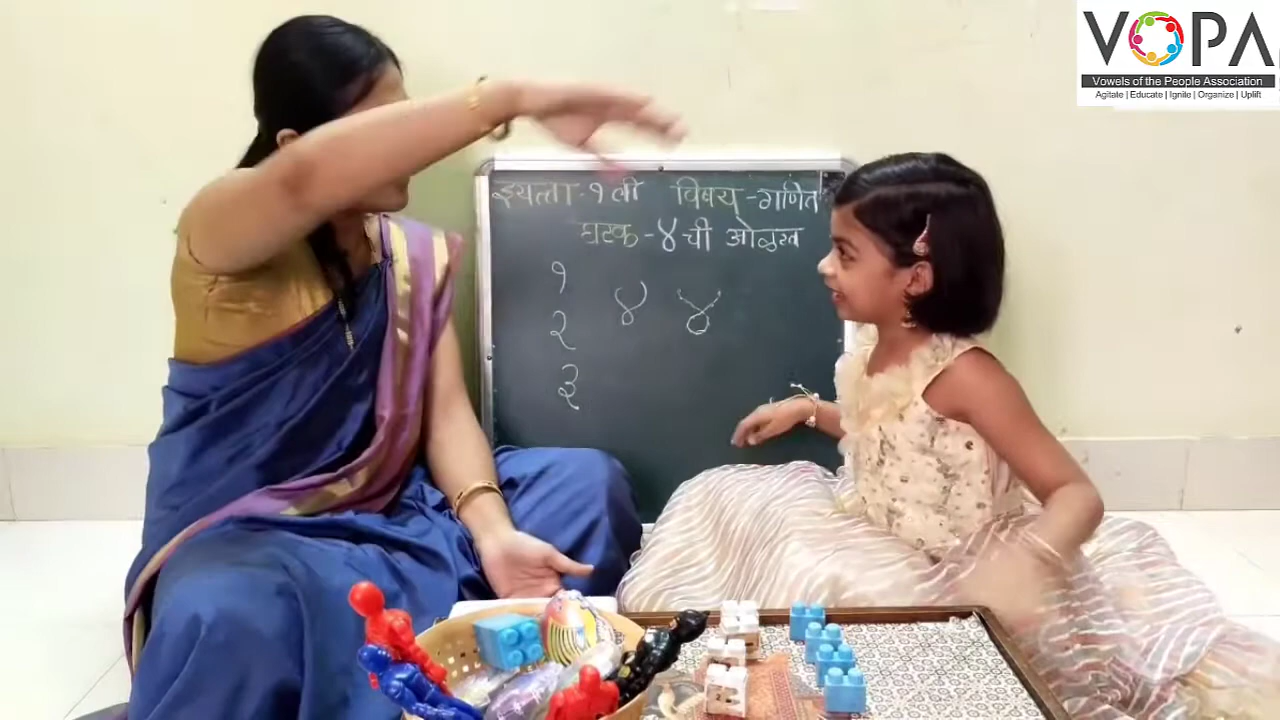 VOPA
Vowels of the People Association
Agitate | Educate | Ignite | Organize | Uplift
इयत्ता - १ ली विषय - गणित
घटक - ४ ची ओळख
१
४ ४
२
३